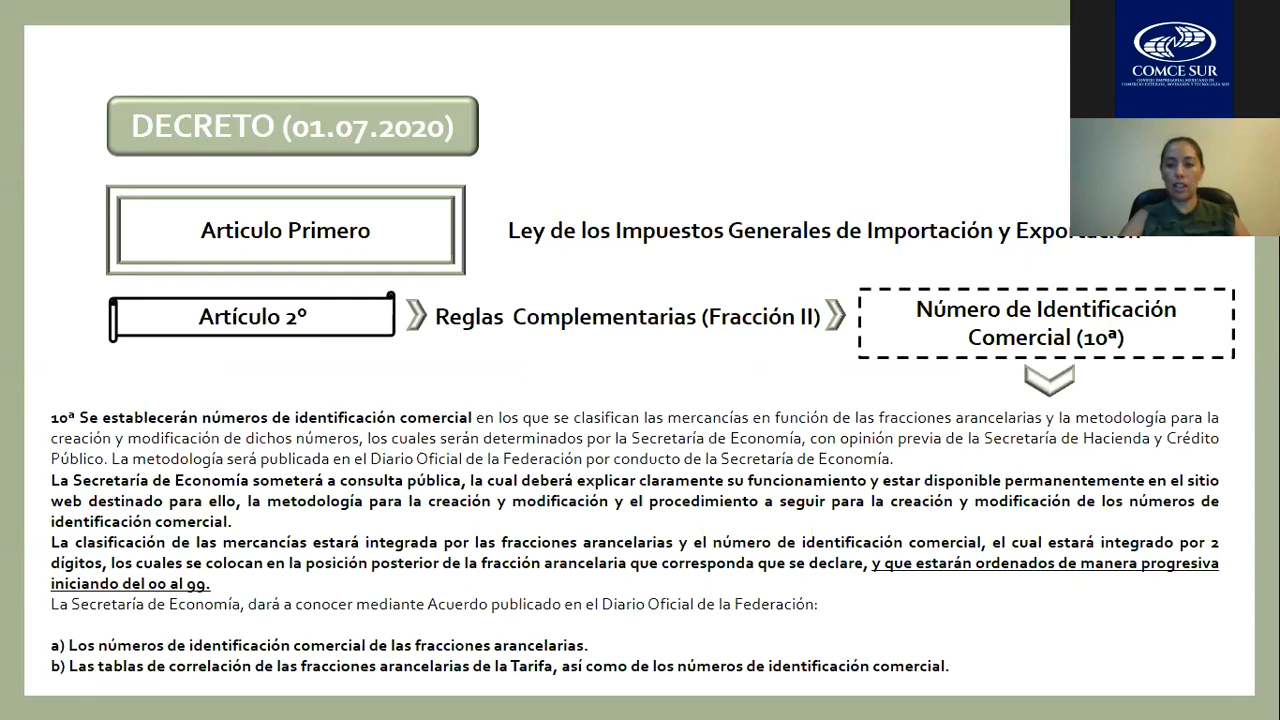 COMCE SUR
CONSEJO EMPRESARIAL MEXICANO DE
COMERCIO EXTERIOR, INVERSIÓN Y TECNOLOGÍA SUR
DECRETO (01.07.2020)
Articulo Primero
Ley de los Impuestos Generales de Importación y Exportación
Artículo 2º
Reglas Complementarias (Fracción II)
Número de Identificación
Comercial (10ª)
10ª Se establecerán números de identificación comercial en los que se clasifican las mercancías en función de las fracciones arancelarias y la metodología para la
creación y modificación de dichos números, los cuales serán determinados por la Secretaría de Economía, con opinión previa de la Secretaría de Hacienda y Crédito
Público. La metodología será publicada en el Diario Oficial de la Federación por conducto de la Secretaría de Economía.
La Secretaría de Economía someterá a consulta pública, la cual deberá explicar claramente su funcionamiento y estar disponible permanentemente en el sitio
web destinado para ello, la metodología para la creación y modificación y el procedimiento a seguir para la creación y modificación de los números de
identificación comercial.
La clasificación de las mercancías estará integrada por las fracciones arancelarias y el número de identificación comercial, el cual estará integrado por 2
dígitos, los cuales se colocan en la posición posterior de la fracción arancelaria que corresponda que se declare, y que estarán ordenados de manera progresiva
iniciando del 00 al 99.
La Secretaría de Economía, dará a conocer mediante Acuerdo publicado en el Diario Oficial de la Federación:
a) Los números de identificación comercial de las fracciones arancelarias.
b) Las tablas de correlación de las fracciones arancelarias de la Tarifa, así como de los números de identificación comercial.